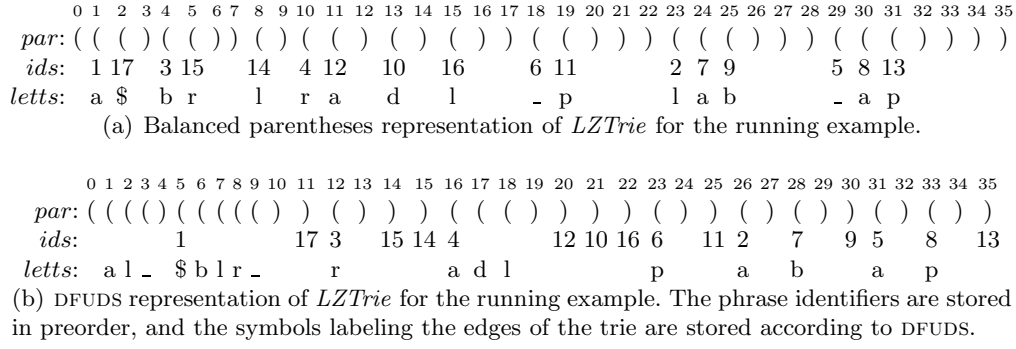 0 1 2 3 4 5 6 7 8 9 10 11 12 13 14 15 16 17 18 19 20 21 22 23 24 25 26 27 28 29 30 31 32 33 34 35
par: ( ( ( ) ( ( ) ) ( ) ( ( ) ( ) ( ) ) ( ( ) ) ) ( ( ( ) ) ) ( ( ( ) ) ) )
ids: 1 17 3 15 14 4 12 10 16 6 11 2 7 9 5 8 13
letts: a $ b r l r a d l _ p l a b _ a p
(a) Balanced parentheses representation of LZTrie for the running example.
0 1 2 3 4 5 6 7 8 9 10 11 12 13 14 15 16 17 18 19 20 21 22 23 24 25 26 27 28 29 30 31 32 33 34 35
par: ( ( ( ( ) ( ( ( ( ( ) ) ( ) ) ) ( ( ( ) ) ) ) ( ) ) ( ) ( ) ) ( ) ( ) )
ids: 1 17 3 15 14 4 12 10 16 6 11 2 7 9 5 8 13
letts: a l _ $ b l r _ r a d l p a b a p
(b) DFUDS representation of LZTrie for the running example. The phrase identifiers are stored
in preorder, and the symbols labeling the edges of the trie are stored according to DFUDS.